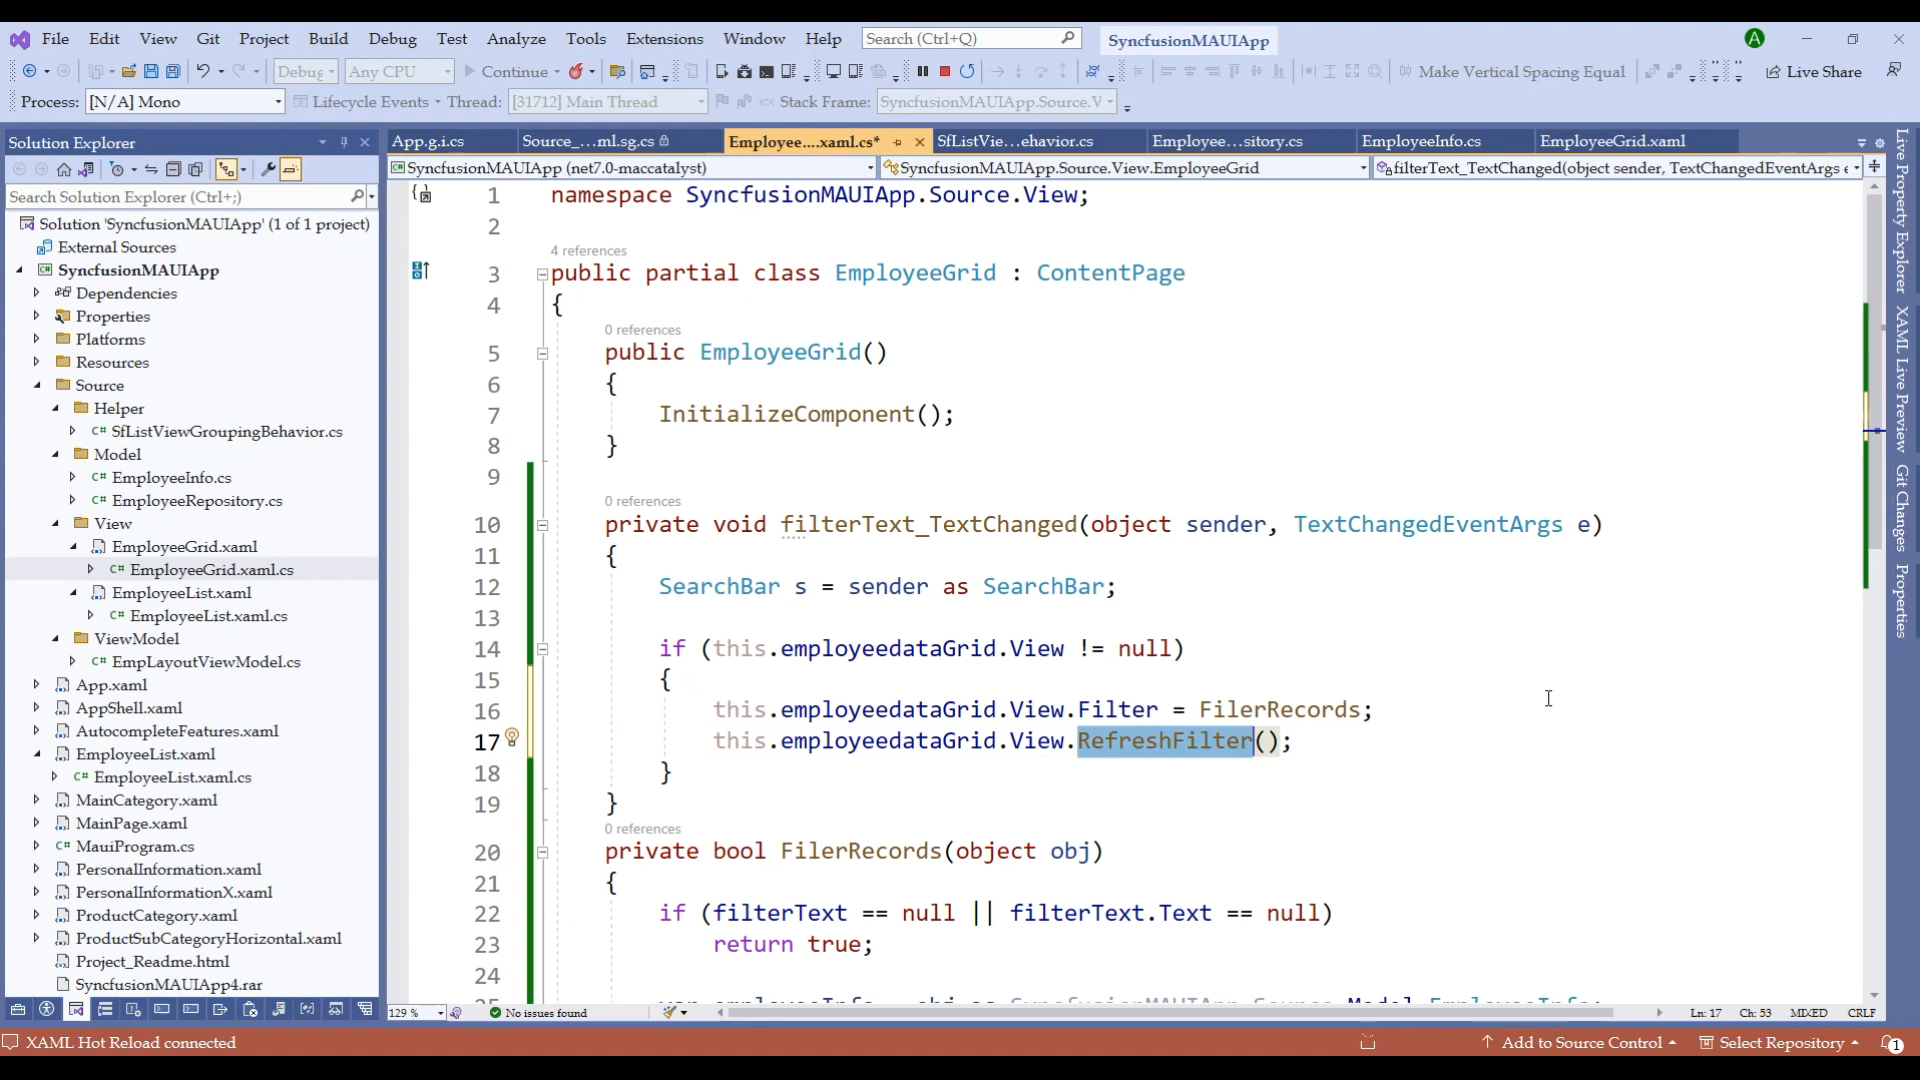 File Edit View Git Project Build Debug Test Analyze Tools Extensions Window Help Search (Ctrl+Q) SyncfusionMAUIApp A
Debug Any CPU Continue Make Vertical Spacing Equal Live Share
Process: [N/A] Mono Lifecycle Events Thread: [31712] Main Thread Stack Frame: SyncfusionMAUIApp.Source.V
Solution Explorer
Search Solution Explorer (Ctrl+;)
Solution 'SyncfusionMAUIApp' (1 of 1 project)
External Sources
SyncfusionMAUIApp
Dependencies
Properties
Platforms
Resources
Source
Helper
C# SfListViewGroupingBehavior.cs
Model
C# EmployeeInfo.cs
C# EmployeeRepository.cs
View
EmployeeGrid.xaml
C# EmployeeGrid.xaml.cs
EmployeeList.xaml
C# EmployeeList.xaml.cs
ViewModel
C# EmpLayoutViewModel.cs
App.xaml
AppShell.xaml
AutocompleteFeatures.xaml
EmployeeList.xaml
C# EmployeeList.xaml.cs
MainCategory.xaml
MainPage.xaml
C# MauiProgram.cs
PersonalInformation.xaml
PersonalInformationX.xaml
ProductCategory.xaml
ProductSubCategoryHorizontal.xaml
Project_Readme.html
SyncfusionMAUIApp4.rar
App.g.i.cs Source_...ml.sg.cs Employee....xaml.cs* SfListVie...ehavior.cs Employee...sitory.cs EmployeeInfo.cs EmployeeGrid.xaml
SyncfusionMAUIApp (net7.0-maccatalyst) SyncfusionMAUIApp.Source.View.EmployeeGrid filterText_TextChanged(object sender, TextChangedEventArgs e
1 namespace SyncfusionMAUIApp.Source.View;
2
4 references
3 public partial class EmployeeGrid : ContentPage
4 {
0 references
5 public EmployeeGrid()
6 {
7 InitializeComponent();
8 }
9
0 references
10 private void filterText_TextChanged(object sender, TextChangedEventArgs e)
11 {
12 SearchBar s = sender as SearchBar;
13
14 if (this.employeedataGrid.View != null)
15 {
16 this.employeedataGrid.View.Filter = FilerRecords;
17 this.employeedataGrid.View.RefreshFilter();
18 }
19 }
0 references
20 private bool FilerRecords(object obj)
21 {
22 if (filterText == null || filterText.Text == null)
23 return true;
24
129 % No issues found Ln: 17 Ch: 53 MIXED CRLF
Live Property Explorer
XAML Live Preview
Git Changes
Properties
XAML Hot Reload connected Add to Source Control Select Repository 1